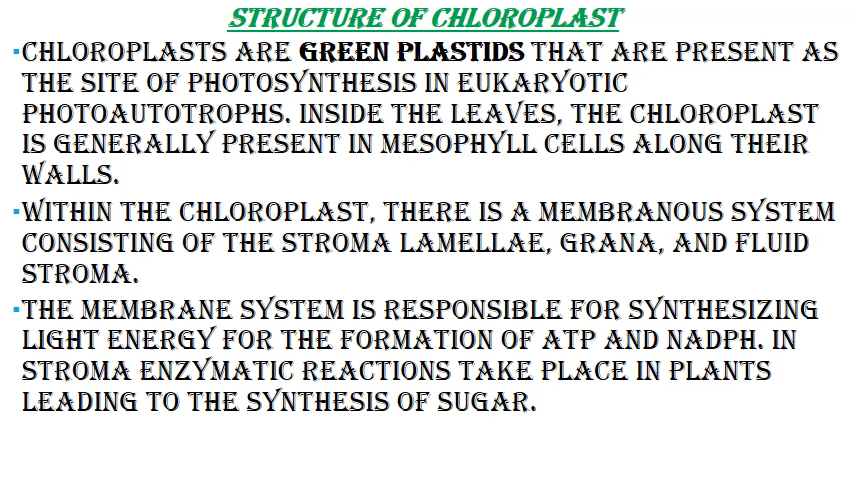 STRUCTURE OF CHLOROPLAST
▪CHLOROPLASTS ARE GREEN PLASTIDS THAT ARE PRESENT AS
THE SITE OF PHOTOSYNTHESIS IN EUKARYOTIC
PHOTOAUTOTROPHS. INSIDE THE LEAVES, THE CHLOROPLAST
IS GENERALLY PRESENT IN MESOPHYLL CELLS ALONG THEIR
WALLS.
▪WITHIN THE CHLOROPLAST, THERE IS A MEMBRANOUS SYSTEM
CONSISTING OF THE STROMA LAMELLAE, GRANA, AND FLUID
STROMA.
▪THE MEMBRANE SYSTEM IS RESPONSIBLE FOR SYNTHESIZING
LIGHT ENERGY FOR THE FORMATION OF ATP AND NADPH. IN
STROMA ENZYMATIC REACTIONS TAKE PLACE IN PLANTS
LEADING TO THE SYNTHESIS OF SUGAR.